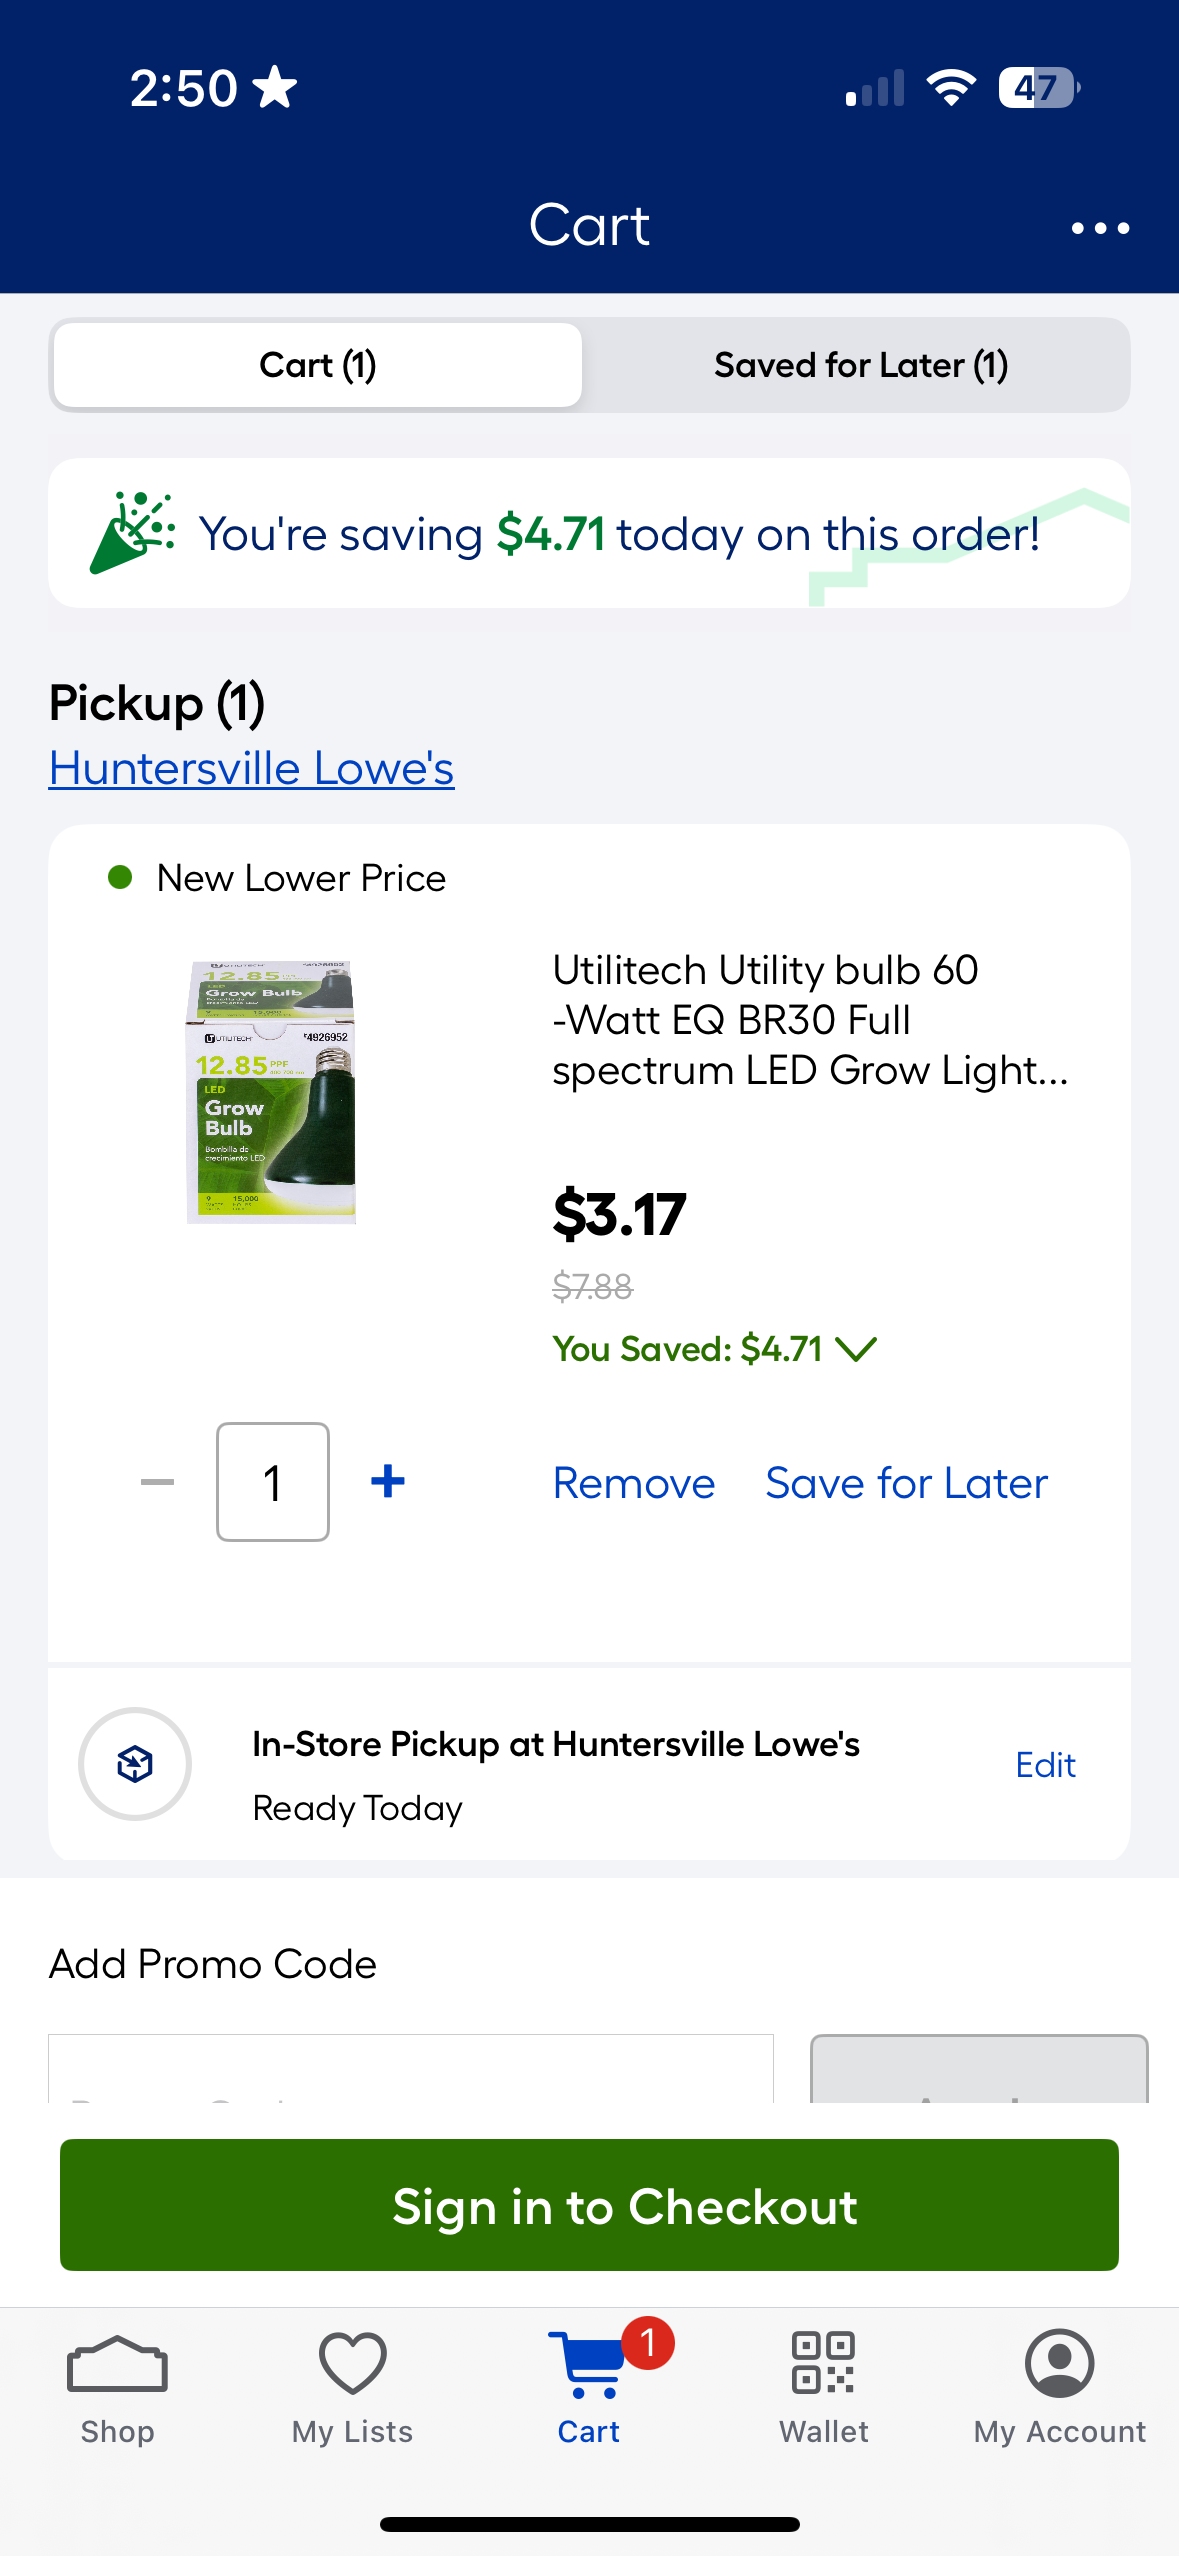 2:50
47
Cart
Cart (1)
Saved for Later (1)
You're saving $4.71 today on this order!
Pickup (1)
Huntersville Lowe's
New Lower Price
12.85
Grow Bulb
UTILITECH
#4926952
12.85 PPF
LED
Grow
Bulb
Bombilla de
crecimiento LED
9
15,000
Utilitech Utility bulb 60
-Watt EQ BR30 Full
spectrum LED Grow Light...
$3.17
$7.88
You Saved: $4.71
1
Remove
Save for Later
In-Store Pickup at Huntersville Lowe's
Ready Today
Edit
Add Promo Code
Sign in to Checkout
1
Shop
My Lists
Cart
Wallet
My Account